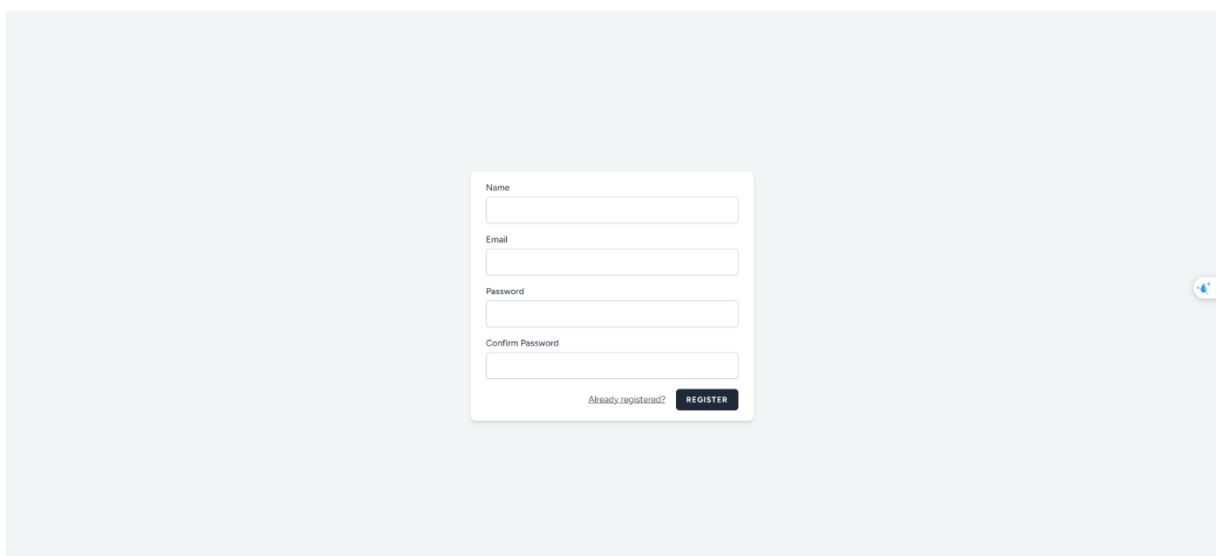 Name
Email
Password
Confirm Password
Already registered? REGISTER